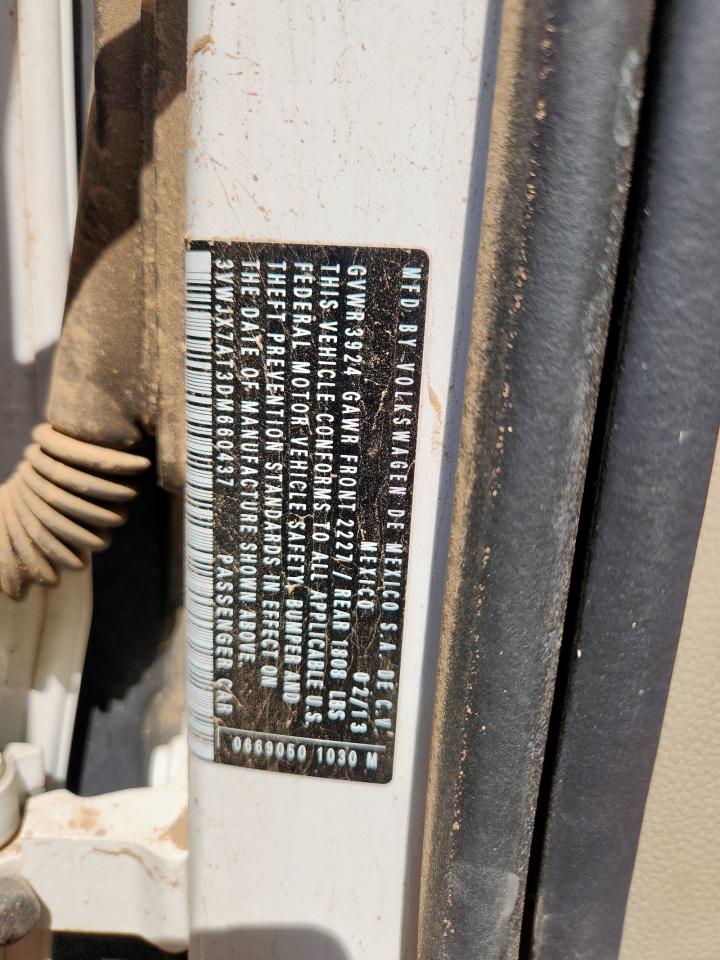 MFD BY VOLKSWAGEN DE MEXICO S.A. DE C.V.
MEXICO 02/13
GVWR 3924 GAWR FRONT 2227/ REAR 1808 LBS
THIS VEHICLE CONFORMS TO ALL APPLICABLE U.S.
FEDERAL MOTOR VEHICLE SAFETY, BUMPER AND
THEFT PREVENTION STANDARDS IN EFFECT ON
THE DATE OF MANUFACTURE SHOWN ABOVE
3VWJX7AT3DM660437 PASSENGER CAR
0669050 1030 M